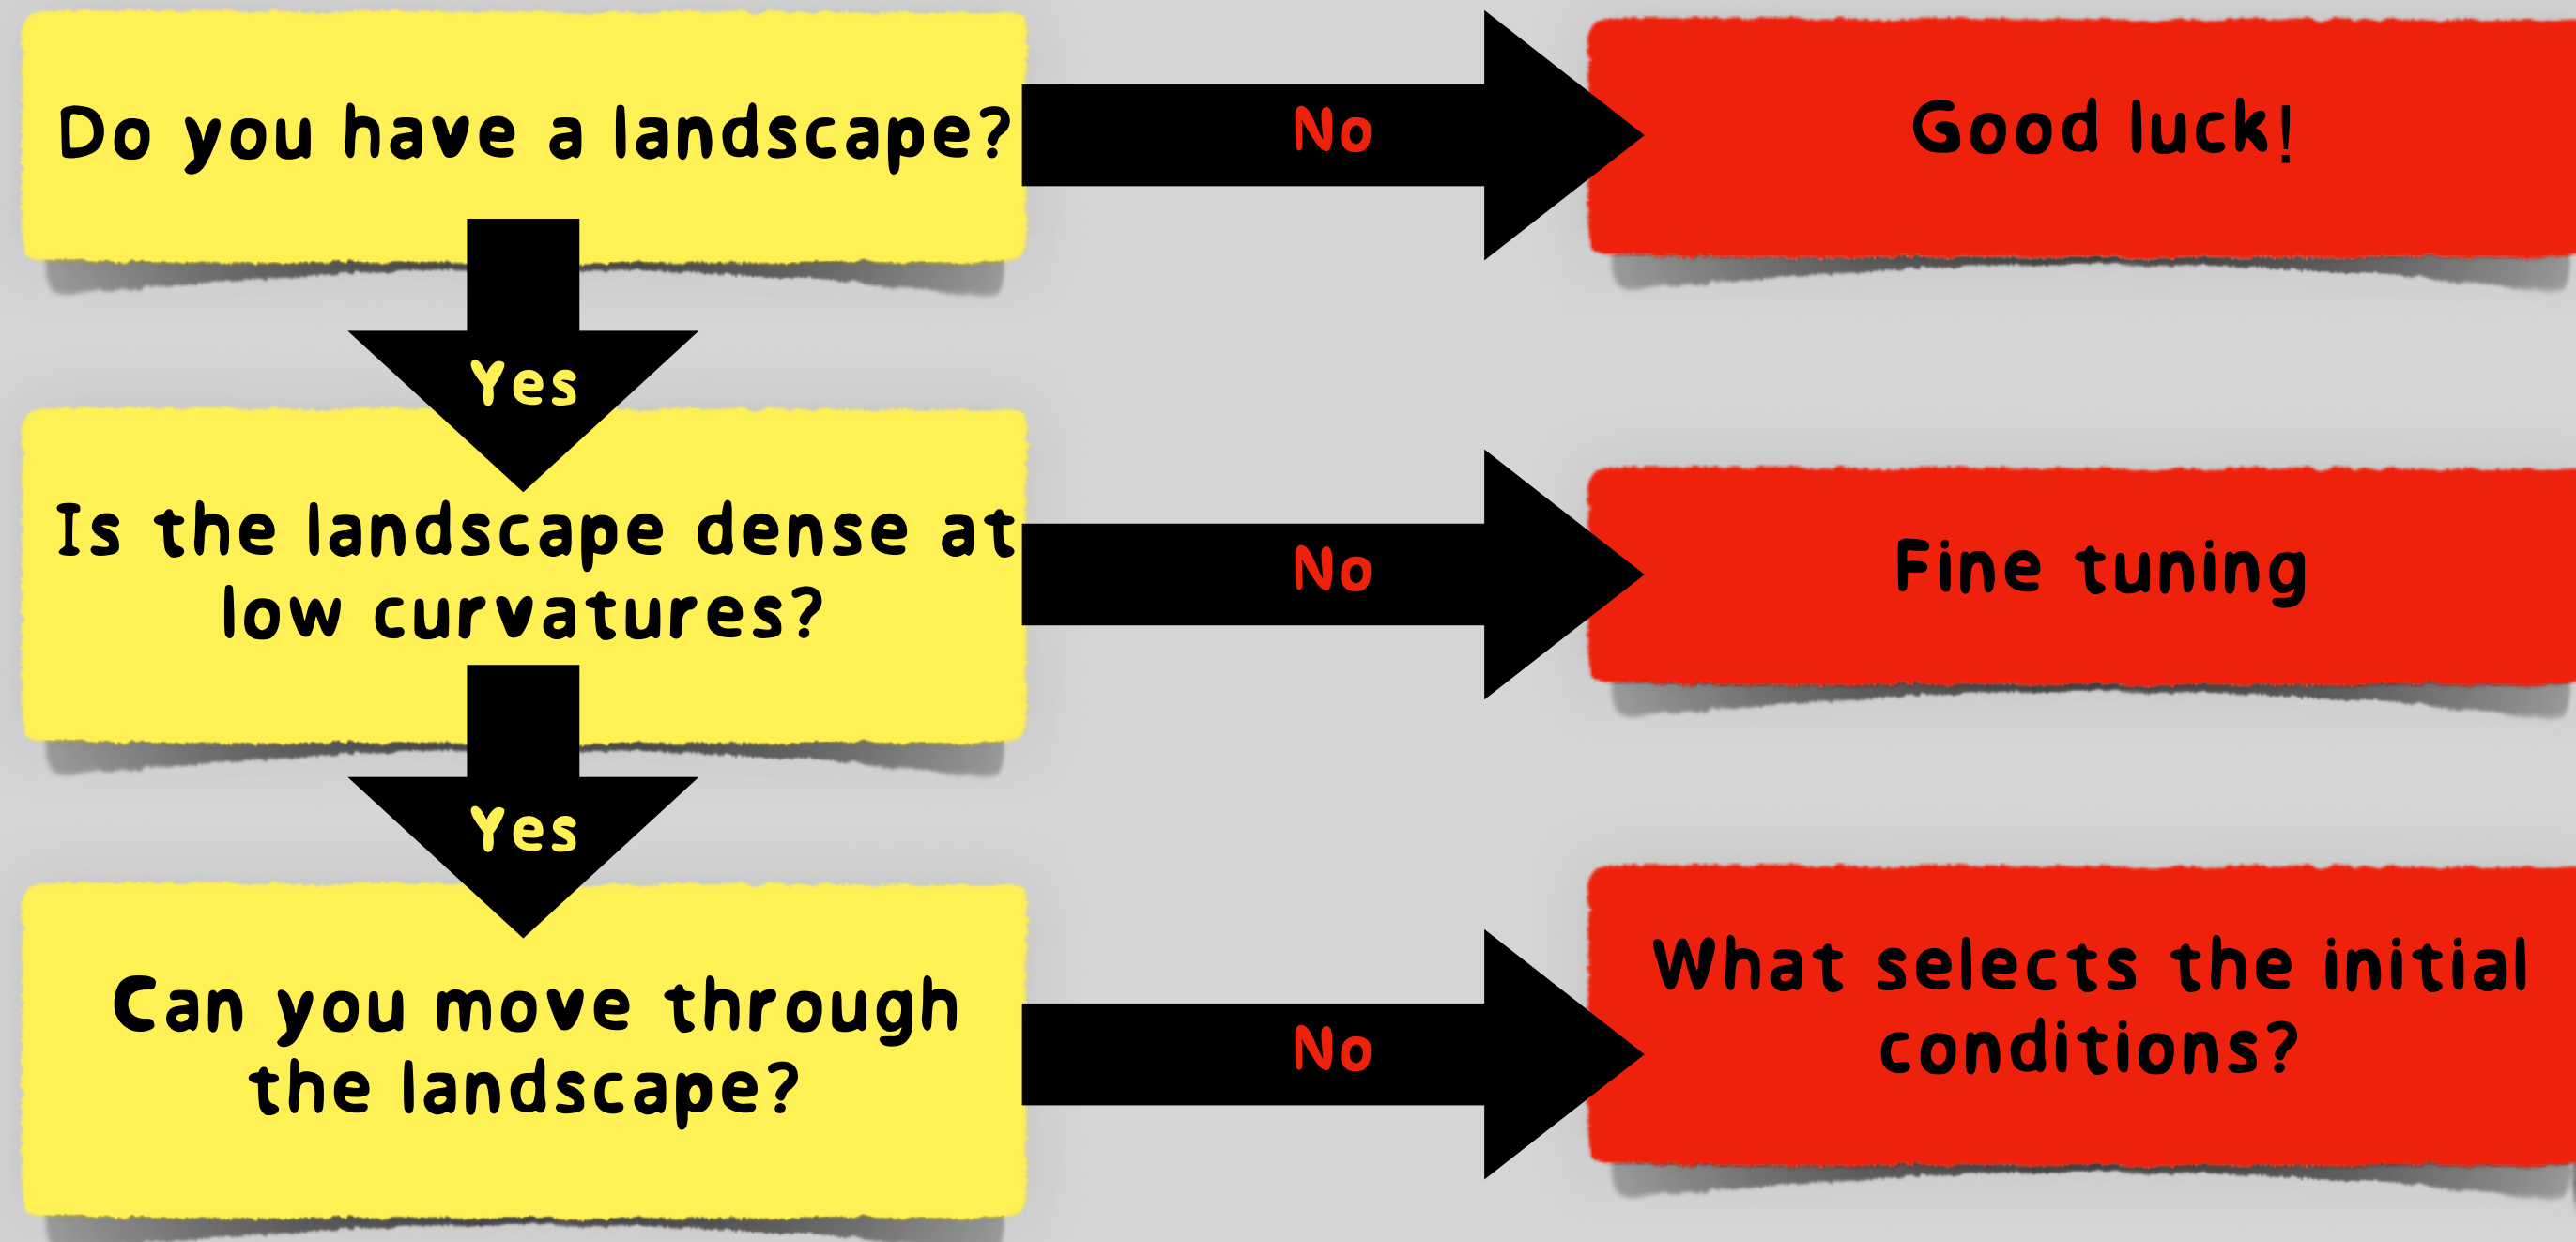 Do you have a landscape?
No
Good luck!
Yes
Is the landscape dense at
low curvatures?
No
Fine tuning
Yes
Can you move through
the landscape?
No
What selects the initial
conditions?